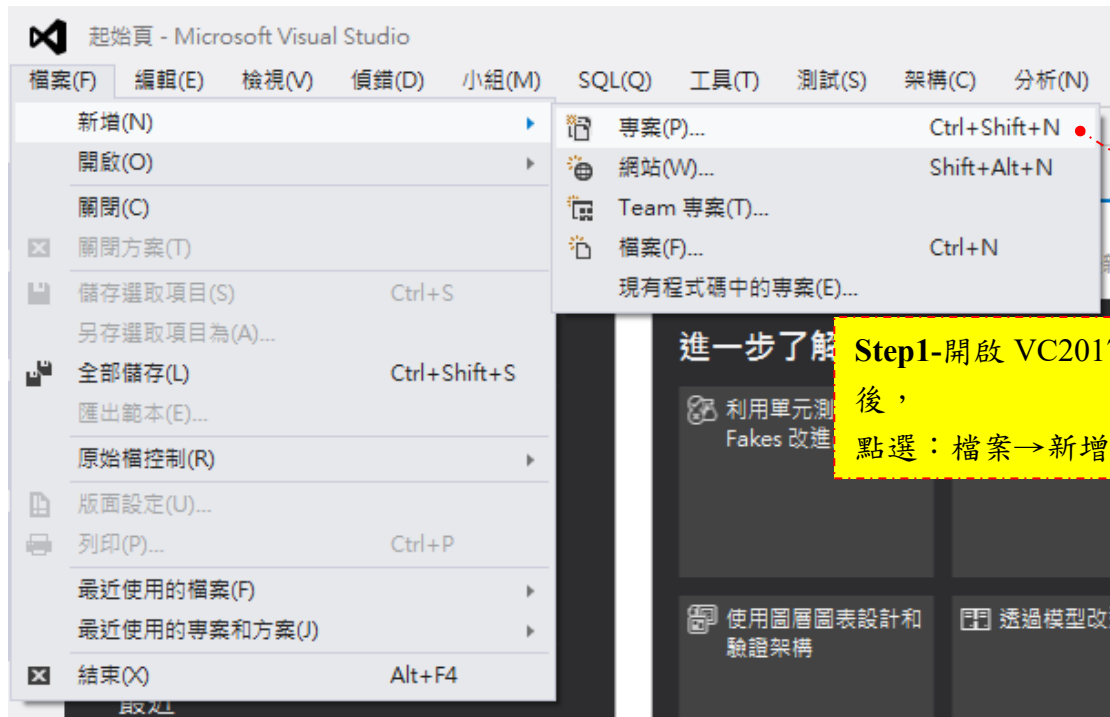 起始頁 - Microsoft Visual Studio
檔案(F) 編輯(E) 檢視(V) 偵錯(D) 小組(M) SQL(Q) 工具(T) 測試(S) 架構(C) 分析(N)
新增(N)
開啟(O)
關閉(C)
關閉方案(T)
儲存選取項目(S) Ctrl+S
另存選取項目為(A)...
全部儲存(L) Ctrl+Shift+S
匯出範本(E)...
原始檔控制(R)
版面設定(U)...
列印(P)... Ctrl+P
最近使用的檔案(F)
最近使用的專案和方案(J)
結束(X) Alt+F4
專案(P)... Ctrl+Shift+N
網站(W)... Shift+Alt+N
Team 專案(T)...
檔案(F)... Ctrl+N
現有程式碼中的專案(E)...
進一步了解
Step1-開啟 VC2017
後，
點選：檔案→新增
利用單元測
Fakes 改進
使用圖層圖表設計和
驗證架構
透過模型改
最近